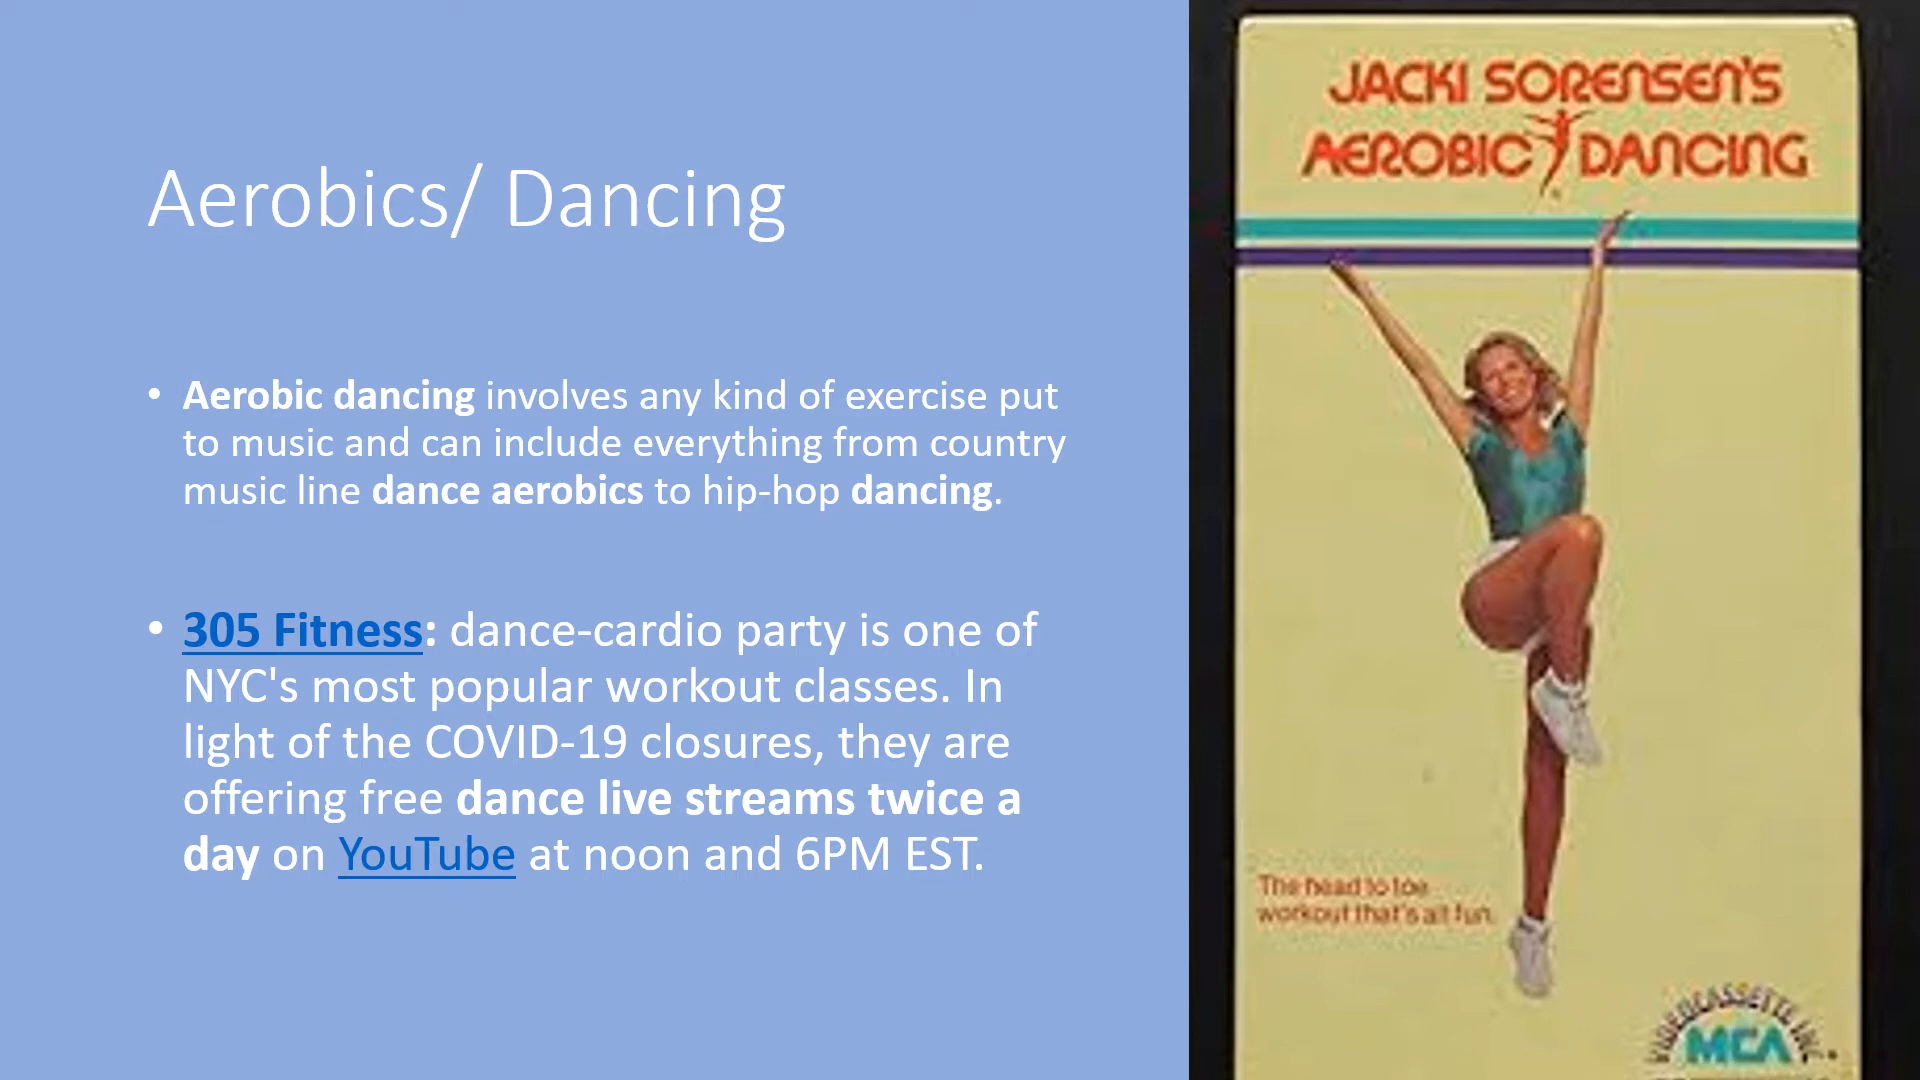 Aerobics/ Dancing
• Aerobic dancing involves any kind of exercise put
to music and can include everything from country
music line dance aerobics to hip-hop dancing.
• 305 Fitness: dance-cardio party is one of
NYC's most popular workout classes. In
light of the COVID-19 closures, they are
offering free dance live streams twice a
day on YouTube at noon and 6PM EST.
JACKI SORENSEN'S
AEROBIC DANCING
The head to toe
workout that's all fun.
VIDEOCASSETTE INC
MCA